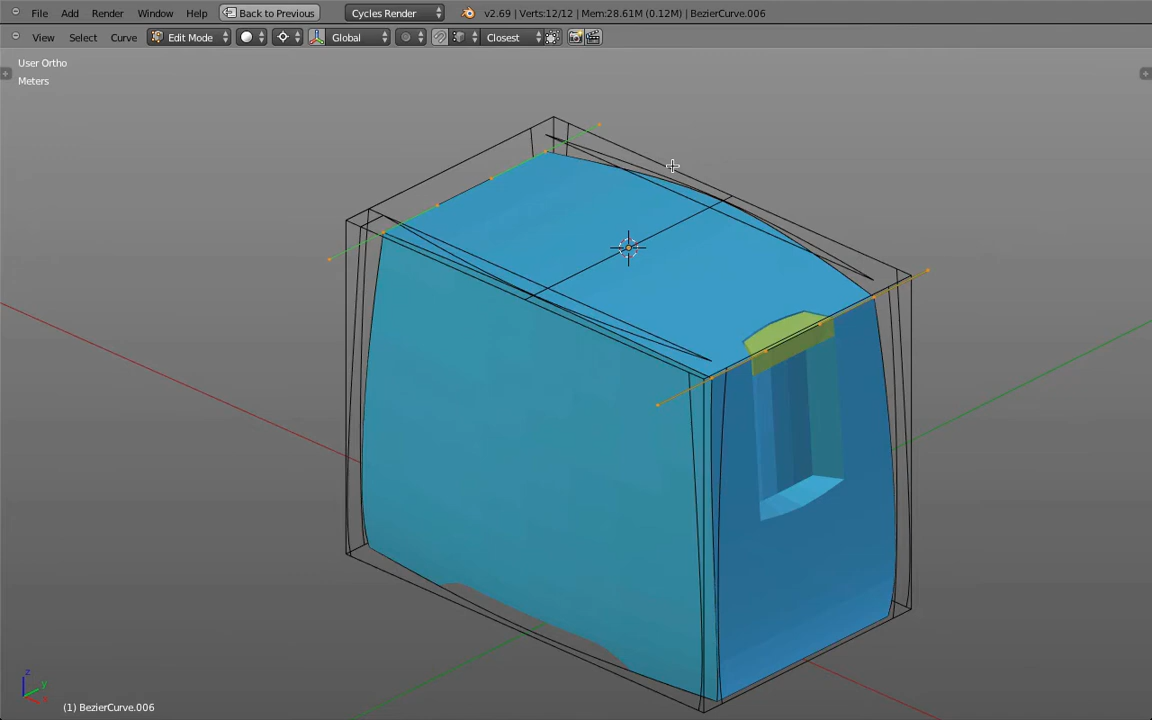 File Add Render Window Help Back to Previous Cycles Render v2.69 | Verts:12/12 | Mem:28.61M (0.12M) | BezierCurve.006
View Select Curve Edit Mode Global Closest
User Ortho
Meters
z
y
x
(1) BezierCurve.006